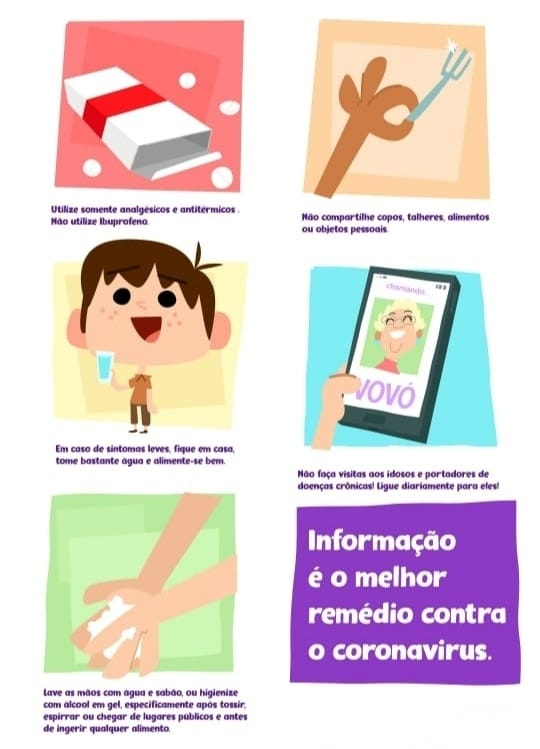 Utilize somente analgésicos e antitérmicos .
Não utilize Ibuprofeno.
Não compartilhe copos, talheres, alimentos
ou objetos pessoais.
Em caso de sintomas leves, fique em casa,
tome bastante água e alimente-se bem.
chamando...
VOVÓ
Não faça visitas aos idosos e portadores de
doenças crônicas! Ligue diariamente para eles!
Lave as mãos com água e sabão, ou higienize
com álcool em gel, especificamente após tossir,
espirrar ou chegar de lugares públicos e antes
de ingerir qualquer alimento.
Informação
é o melhor
remédio contra
o coronavirus.